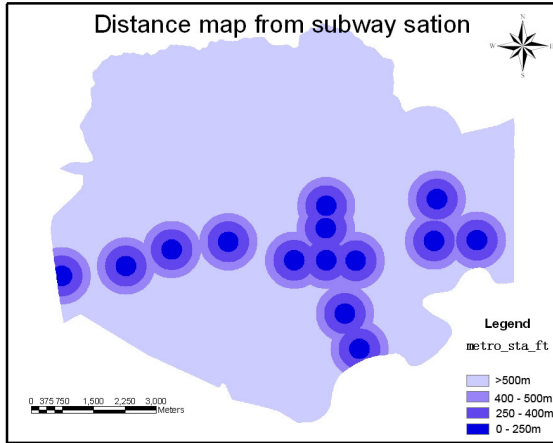 Distance map from subway sation
N
W
E
S
Legend
metro_sta_ft
>500m
400 - 500m
250 - 400m
0 - 250m
0 375 750 1,500 2,250 3,000
Meters